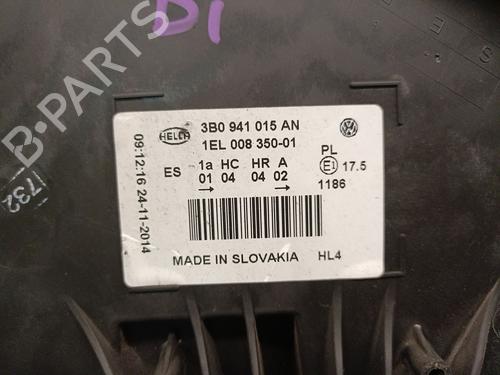 D1
HELLA
3B0 941 015 AN
1EL 008 350-01
PL
ES 1a HC HR A
01 04 04 02
E1 17.5
1186
MADE IN SLOVAKIA HL4
09:12:16 24-11-2014
732
B-PARTS